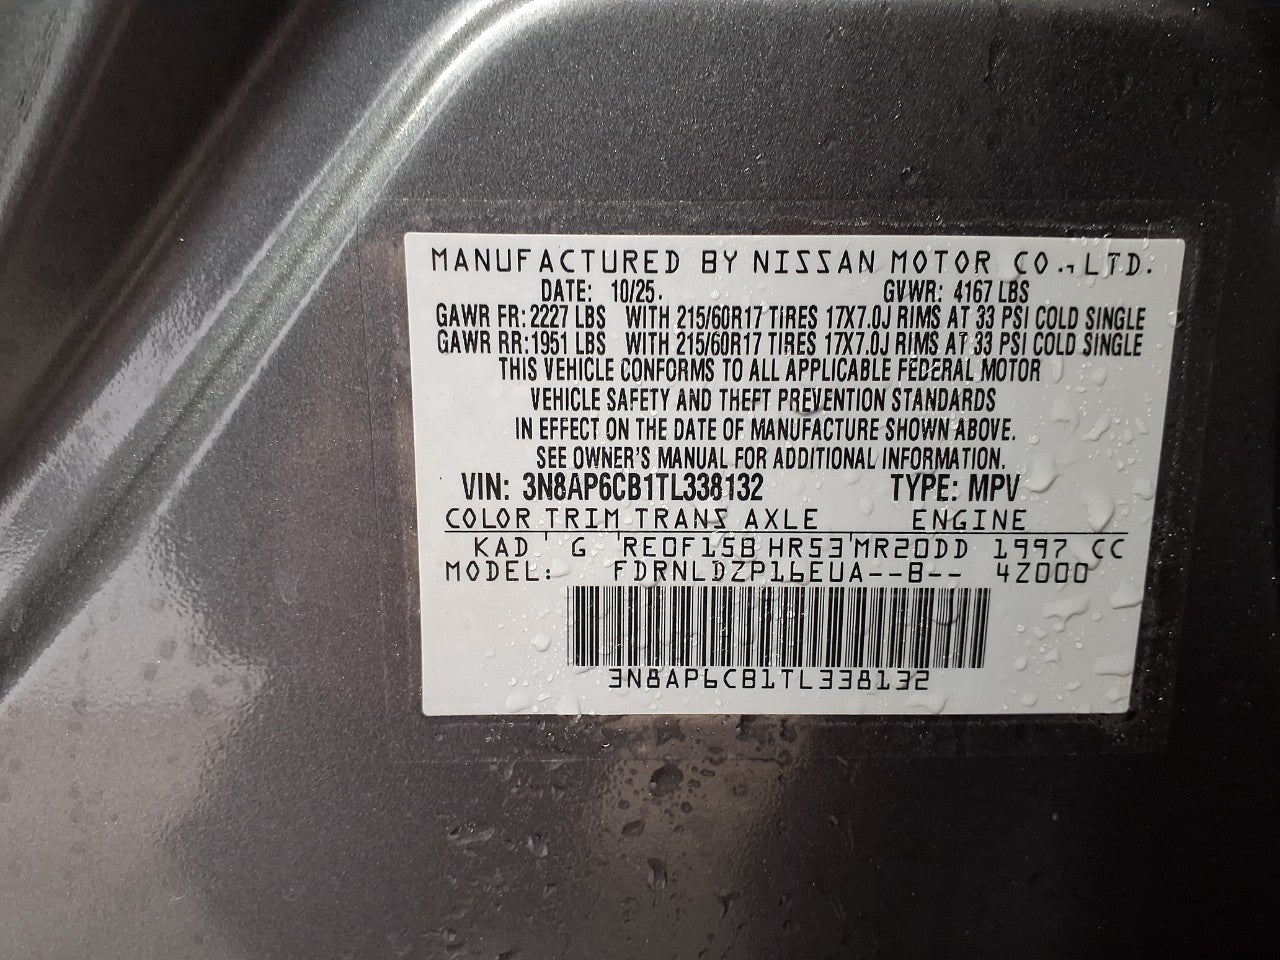 MANUFACTURED BY NISSAN MOTOR CO., LTD.
DATE: 10/25. GVWR: 4167 LBS
GAWR FR: 2227 LBS WITH 215/60R17 TIRES 17X7.0J RIMS AT 33 PSI COLD SINGLE
GAWR RR: 1951 LBS WITH 215/60R17 TIRES 17X7.0J RIMS AT 33 PSI COLD SINGLE
THIS VEHICLE CONFORMS TO ALL APPLICABLE FEDERAL MOTOR
VEHICLE SAFETY AND THEFT PREVENTION STANDARDS
IN EFFECT ON THE DATE OF MANUFACTURE SHOWN ABOVE.
SEE OWNER'S MANUAL FOR ADDITIONAL INFORMATION.
VIN: 3N8AP6CB1TL338132 TYPE: MPV
COLOR TRIM TRANS AXLE ENGINE
KAD G RE0F15B HR53 MR20DD 1997 CC
MODEL: FDRNLDZP16EUA--B-- 4Z000
3N8AP6CB1TL338132